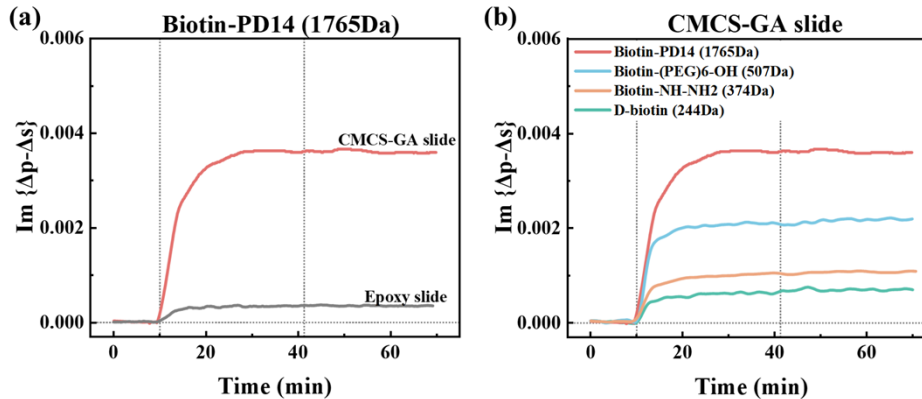 (a)
Biotin-PD14 (1765Da)
0.006
0.004
0.002
0.000
Im {Δp-Δs}
CMCS-GA slide
Epoxy slide
0 20 40 60
Time (min)
(b)
CMCS-GA slide
0.006
0.004
0.002
0.000
Im {Δp-Δs}
Biotin-PD14 (1765Da)
Biotin-(PEG)6-OH (507Da)
Biotin-NH-NH2 (374Da)
D-biotin (244Da)
0 20 40 60
Time (min)